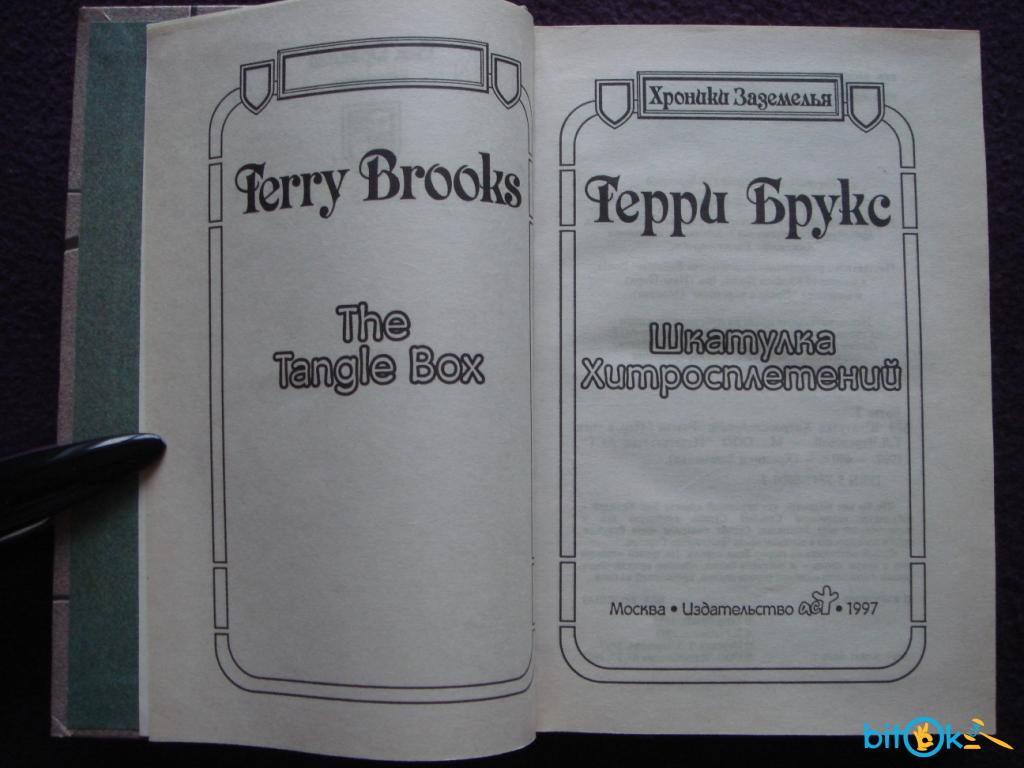 Terry Brooks
The
Tangle Box
Хроники Заземелья
Терри Брукс
Шкатулка
Хитросплетений
Москва • Издательство аст • 1997
bitok